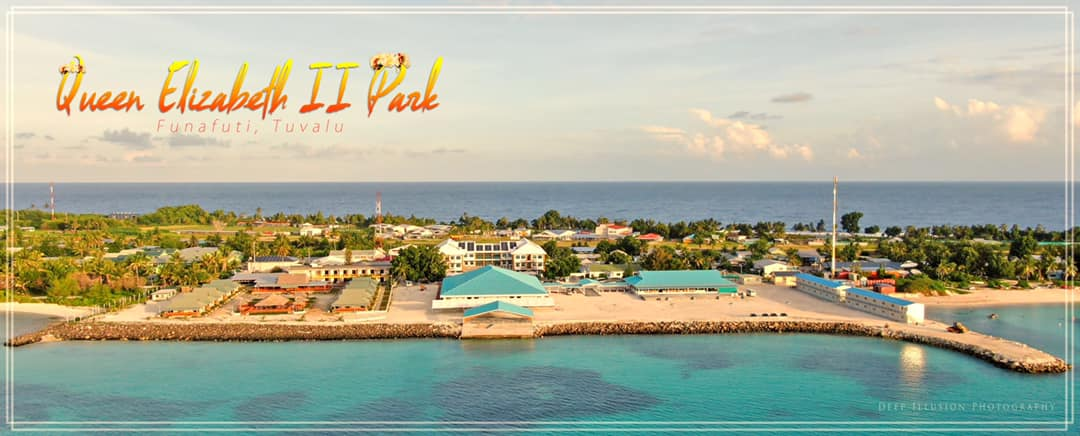 Queen Elizabeth II Park
Funafuti, Tuvalu
Deep Illusion Photography